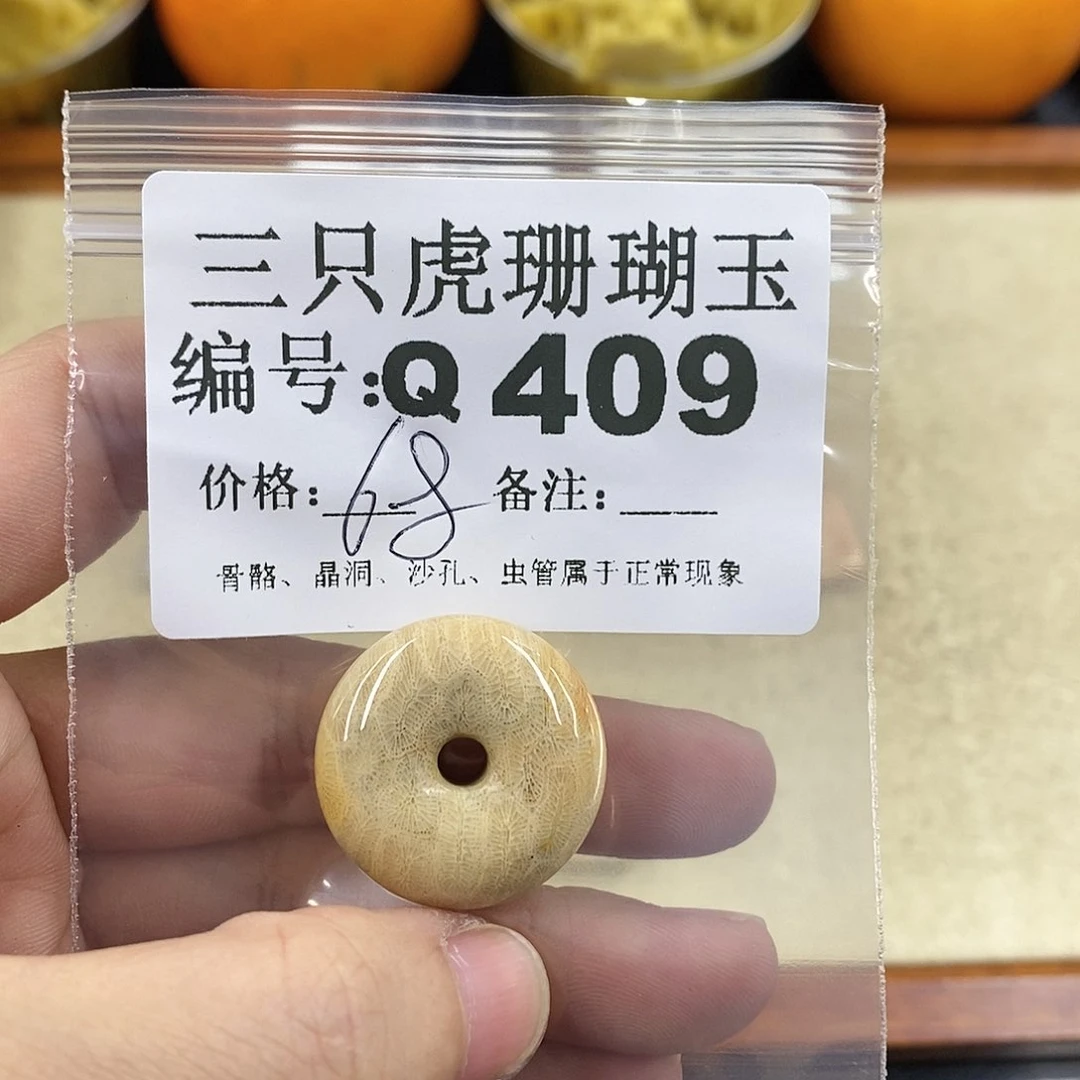 三只虎珊瑚玉
编号:Q 409
价格: 68 备注:____
骨骼、晶洞、沙孔、虫管属于正常现象